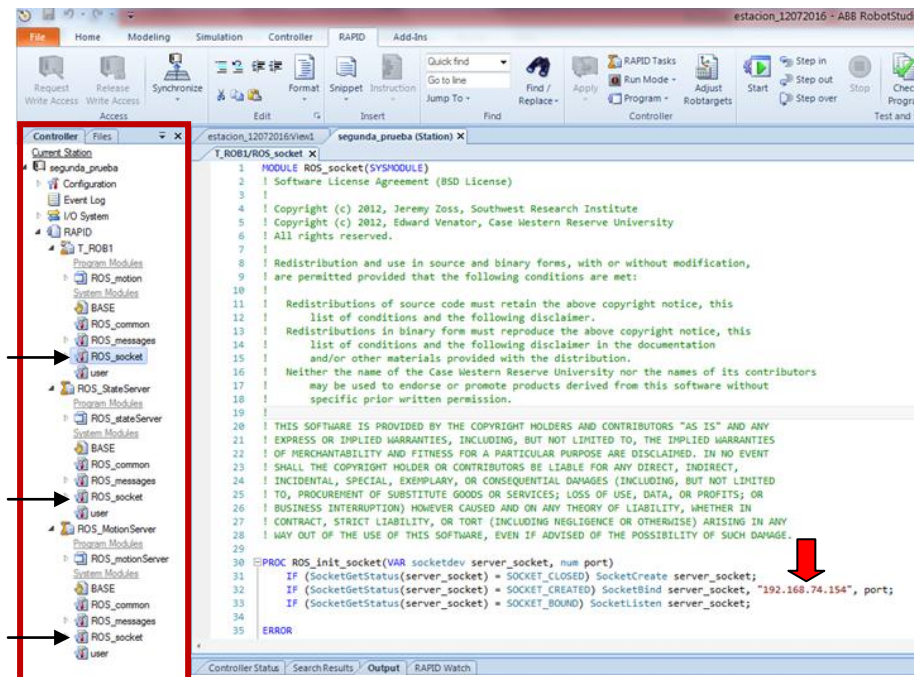 estacion_12072016 - ABB RobotStudi
File Home Modeling Simulation Controller RAPID Add-Ins
Request Write Access
Release Write Access
Synchronize
Format
Snippet
Instruction
Quick find
Go to line
Jump To
Find / Replace
Apply
RAPID Tasks
Run Mode
Program
Adjust Robtargets
Start
Step in
Step out
Step over
Stop
Chec
Progra
Access Edit Insert Find Controller Test and
Controller Files
estacion_12072016:View1 segunda_prueba (Station) X
T_ROB1/ROS_socket X
Current Station
segunda_prueba
Configuration
Event Log
I/O System
RAPID
T_ROB1
Program Modules
ROS_motion
System Modules
BASE
ROS_common
ROS_messages
ROS_socket
user
ROS_StateServer
Program Modules
ROS_stateServer
System Modules
BASE
ROS_common
ROS_messages
ROS_socket
user
ROS_MotionServer
Program Modules
ROS_motionServer
System Modules
BASE
ROS_common
ROS_messages
ROS_socket
user
1 MODULE ROS_socket(SYSMODULE)
2 ! Software License Agreement (BSD License)
3 !
4 ! Copyright (c) 2012, Jeremy Zoss, Southwest Research Institute
5 ! Copyright (c) 2012, Edward Venator, Case Western Reserve University
6 ! All rights reserved.
7 !
8 ! Redistribution and use in source and binary forms, with or without modification,
9 ! are permitted provided that the following conditions are met:
10 !
11 ! Redistributions of source code must retain the above copyright notice, this
12 ! list of conditions and the following disclaimer.
13 ! Redistributions in binary form must reproduce the above copyright notice, this
14 ! list of conditions and the following disclaimer in the documentation
15 ! and/or other materials provided with the distribution.
16 ! Neither the name of the Case Western Reserve University nor the names of its contributors
17 ! may be used to endorse or promote products derived from this software without
18 ! specific prior written permission.
19 !
20 ! THIS SOFTWARE IS PROVIDED BY THE COPYRIGHT HOLDERS AND CONTRIBUTORS "AS IS" AND ANY
21 ! EXPRESS OR IMPLIED WARRANTIES, INCLUDING, BUT NOT LIMITED TO, THE IMPLIED WARRANTIES
22 ! OF MERCHANTABILITY AND FITNESS FOR A PARTICULAR PURPOSE ARE DISCLAIMED. IN NO EVENT
23 ! SHALL THE COPYRIGHT HOLDER OR CONTRIBUTORS BE LIABLE FOR ANY DIRECT, INDIRECT,
24 ! INCIDENTAL, SPECIAL, EXEMPLARY, OR CONSEQUENTIAL DAMAGES (INCLUDING, BUT NOT LIMITED
25 ! TO, PROCUREMENT OF SUBSTITUTE GOODS OR SERVICES; LOSS OF USE, DATA, OR PROFITS; OR
26 ! BUSINESS INTERRUPTION) HOWEVER CAUSED AND ON ANY THEORY OF LIABILITY, WHETHER IN
27 ! CONTRACT, STRICT LIABILITY, OR TORT (INCLUDING NEGLIGENCE OR OTHERWISE) ARISING IN ANY
28 ! WAY OUT OF THE USE OF THIS SOFTWARE, EVEN IF ADVISED OF THE POSSIBILITY OF SUCH DAMAGE.
29
30 PROC ROS_init_socket(VAR socketdev server_socket, num port)
31 IF (SocketGetStatus(server_socket) = SOCKET_CLOSED) SocketCreate server_socket;
32 IF (SocketGetStatus(server_socket) = SOCKET_CREATED) SocketBind server_socket, "192.168.74.154", port;
33 IF (SocketGetStatus(server_socket) = SOCKET_BOUND) SocketListen server_socket;
34
35 ERROR
Controller Status Search Results Output RAPID Watch